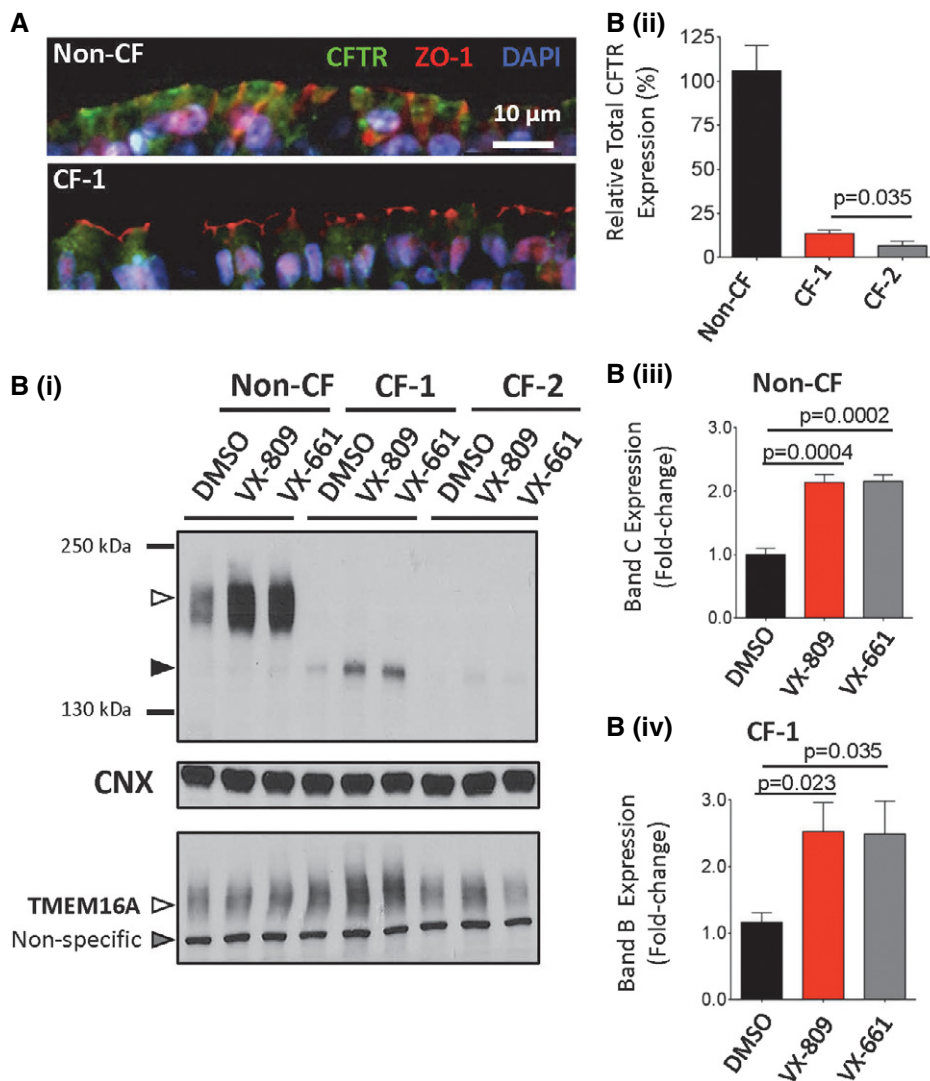 A
Non-CF
CFTR ZO-1 DAPI
10 µm
CF-1
B (ii)
Relative Total CFTR
Expression (%)
125
100
75
50
25
0
p=0.035
Non-CF
CF-1
CF-2
B (i)
Non-CF CF-1 CF-2
DMSO
VX-809
VX-661
DMSO
VX-809
VX-661
DMSO
VX-809
VX-661
250 kDa
130 kDa
CNX
TMEM16A
Non-specific
B (iii)
Non-CF
Band C Expression
(Fold-change)
3.0
2.0
1.0
0.0
p=0.0002
p=0.0004
DMSO
VX-809
VX-661
B (iv)
CF-1
Band B Expression
(Fold-change)
3.0
2.0
1.0
0.0
p=0.035
p=0.023
DMSO
VX-809
VX-661